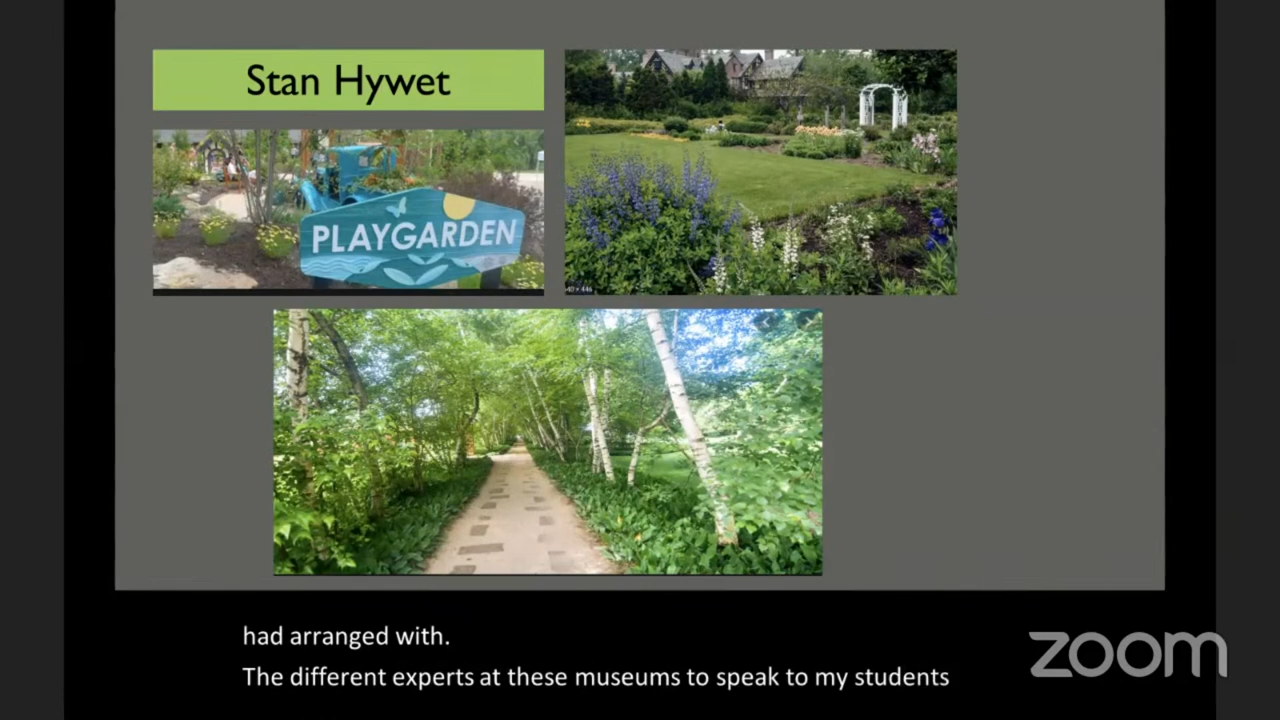 Stan Hywet
PLAYGARDEN
had arranged with.
The different experts at these museums to speak to my students
zoom